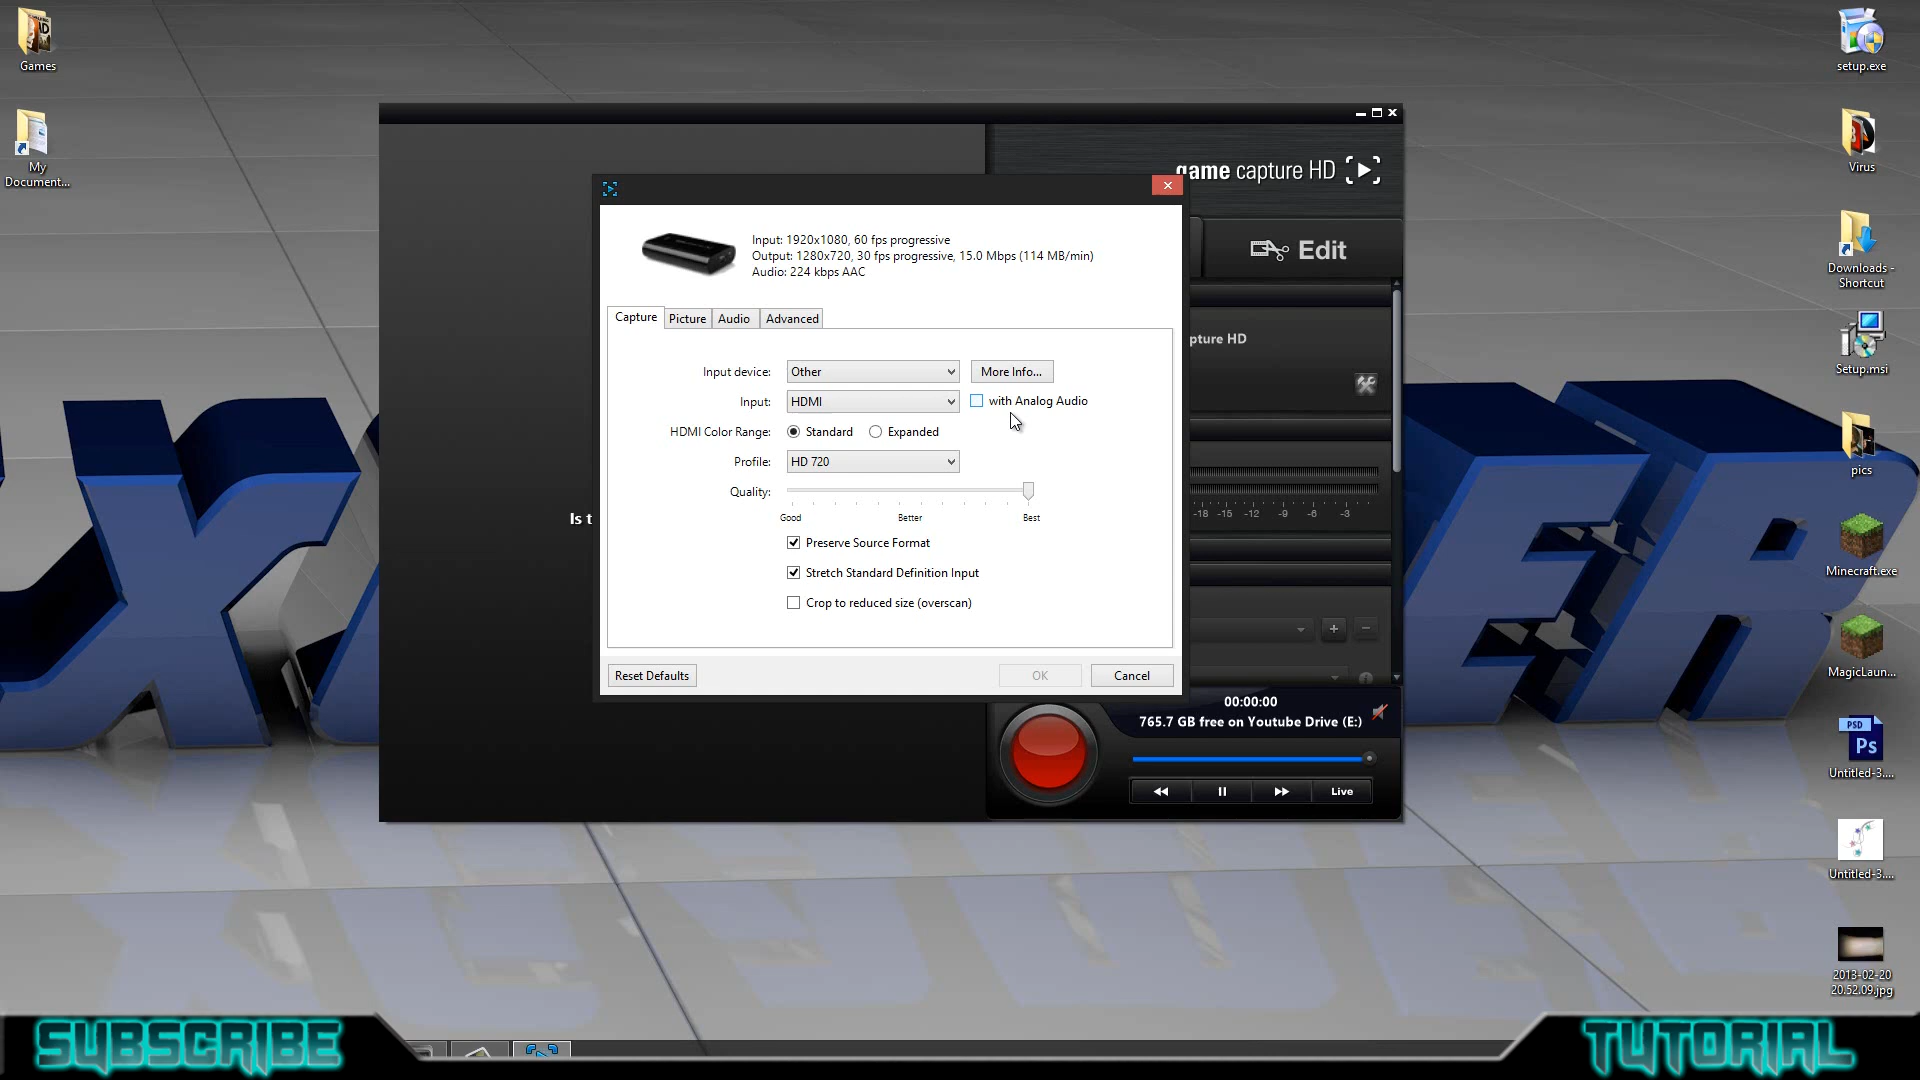 Games
My
Document...
game capture HD
Edit
pture HD
-18 -15 -12 -9 -6 -3
Is t
Input: 1920x1080, 60 fps progressive
Output: 1280x720, 30 fps progressive, 15.0 Mbps (114 MB/min)
Audio: 224 kbps AAC
Capture Picture Audio Advanced
Input device: Other More Info...
Input: HDMI with Analog Audio
HDMI Color Range: Standard Expanded
Profile: HD 720
Quality:
Good Better Best
Preserve Source Format
Stretch Standard Definition Input
Crop to reduced size (overscan)
Reset Defaults OK Cancel
00:00:00
765.7 GB free on Youtube Drive (E:)
Live
setup.exe
Virus
Downloads -
Shortcut
Setup.msi
pics
Minecraft.exe
MagicLaun...
PSD
Ps
Untitled-3....
Untitled-3....
2013-02-20
20.52.09.jpg
SUBSCRIBE
TUTORIAL